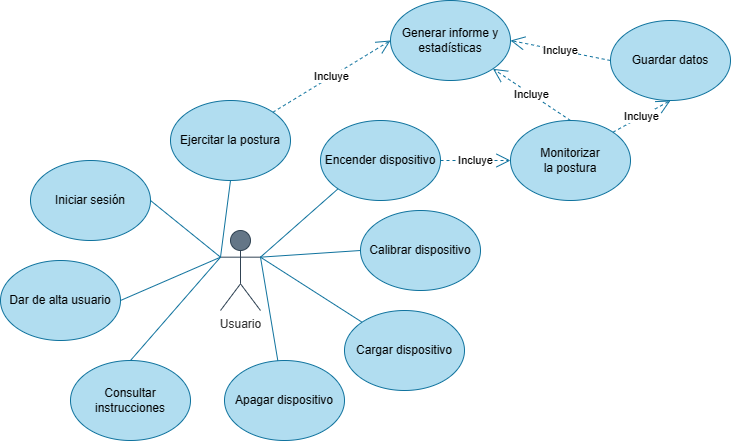 Generar informe y
estadísticas
Incluye
Guardar datos
Incluye
Incluye
Incluye
Ejercitar la postura
Encender dispositivo
Incluye
Monitorizar
la postura
Iniciar sesión
Calibrar dispositivo
Dar de alta usuario
Usuario
Cargar dispositivo
Consultar
instrucciones
Apagar dispositivo